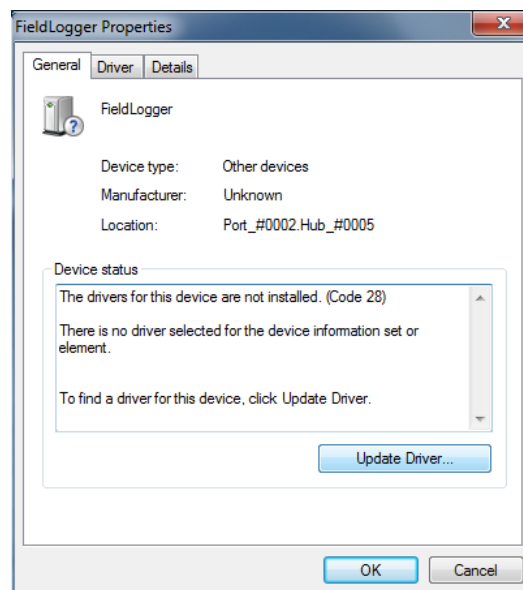 FieldLogger Properties
General Driver Details
FieldLogger
Device type: Other devices
Manufacturer: Unknown
Location: Port_#0002.Hub_#0005
Device status
The drivers for this device are not installed. (Code 28)
There is no driver selected for the device information set or
element.
To find a driver for this device, click Update Driver.
Update Driver...
OK Cancel